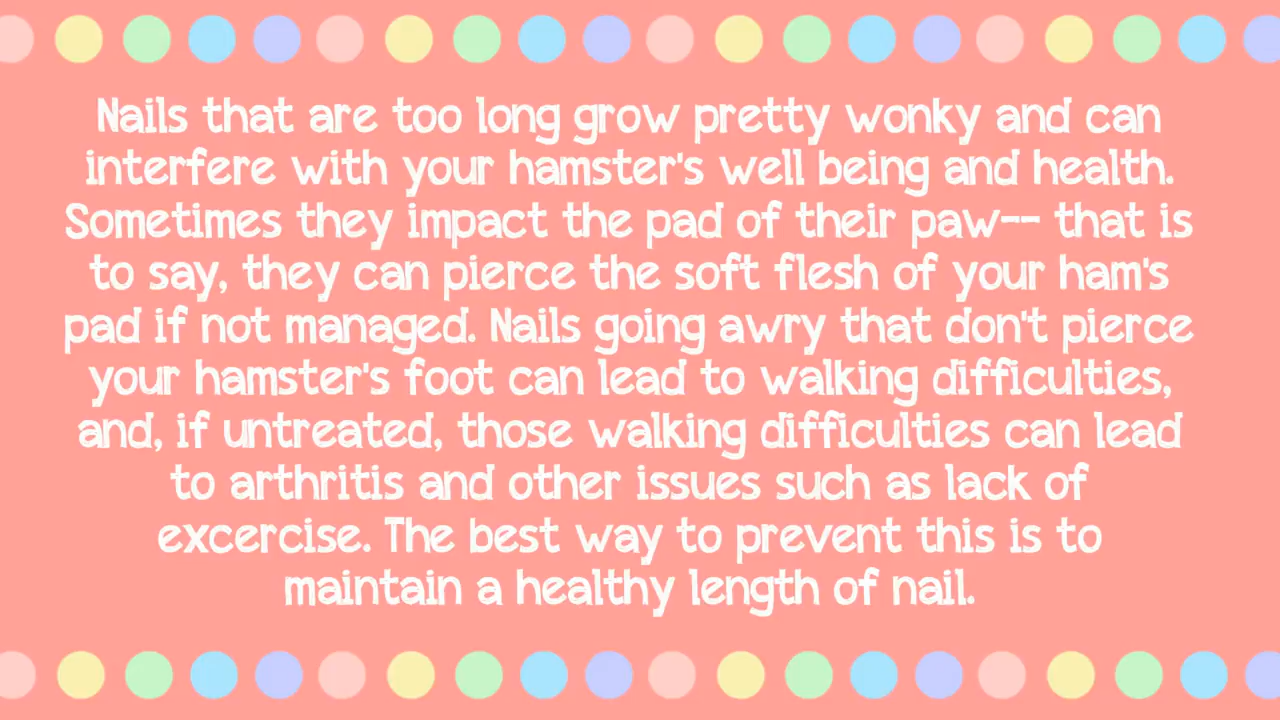 Nails that are too long grow pretty wonky and can
interfere with your hamster's well being and health.
Sometimes they impact the pad of their paw-- that is
to say, they can pierce the soft flesh of your ham's
pad if not managed. Nails going awry that don't pierce
your hamster's foot can lead to walking difficulties,
and, if untreated, those walking difficulties can lead
to arthritis and other issues such as lack of
excercise. The best way to prevent this is to
maintain a healthy length of nail.